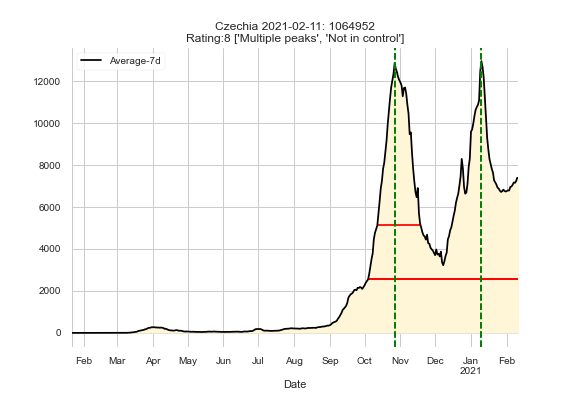 Czechia 2021-02-11: 1064952
Rating:8 ['Multiple peaks', 'Not in control']
Average-7d
12000
10000
8000
6000
4000
2000
0
Feb Mar Apr May Jun Jul Aug Sep Oct Nov Dec Jan Feb
2021
Date